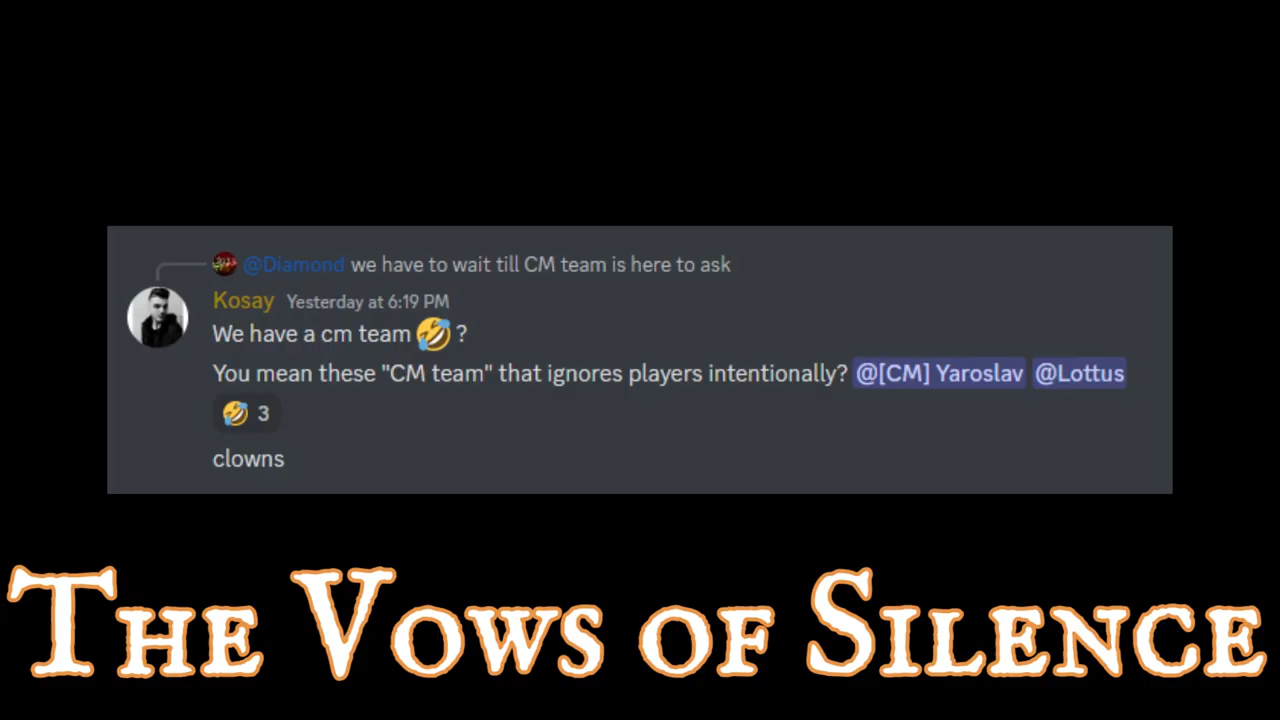 @Diamond we have to wait till CM team is here to ask
Kosay Yesterday at 6:19 PM
We have a cm team 🤣 ?
You mean these "CM team" that ignores players intentionally? @[CM] Yaroslav @Lottus
🤣 3
clowns
The Vows of Silence